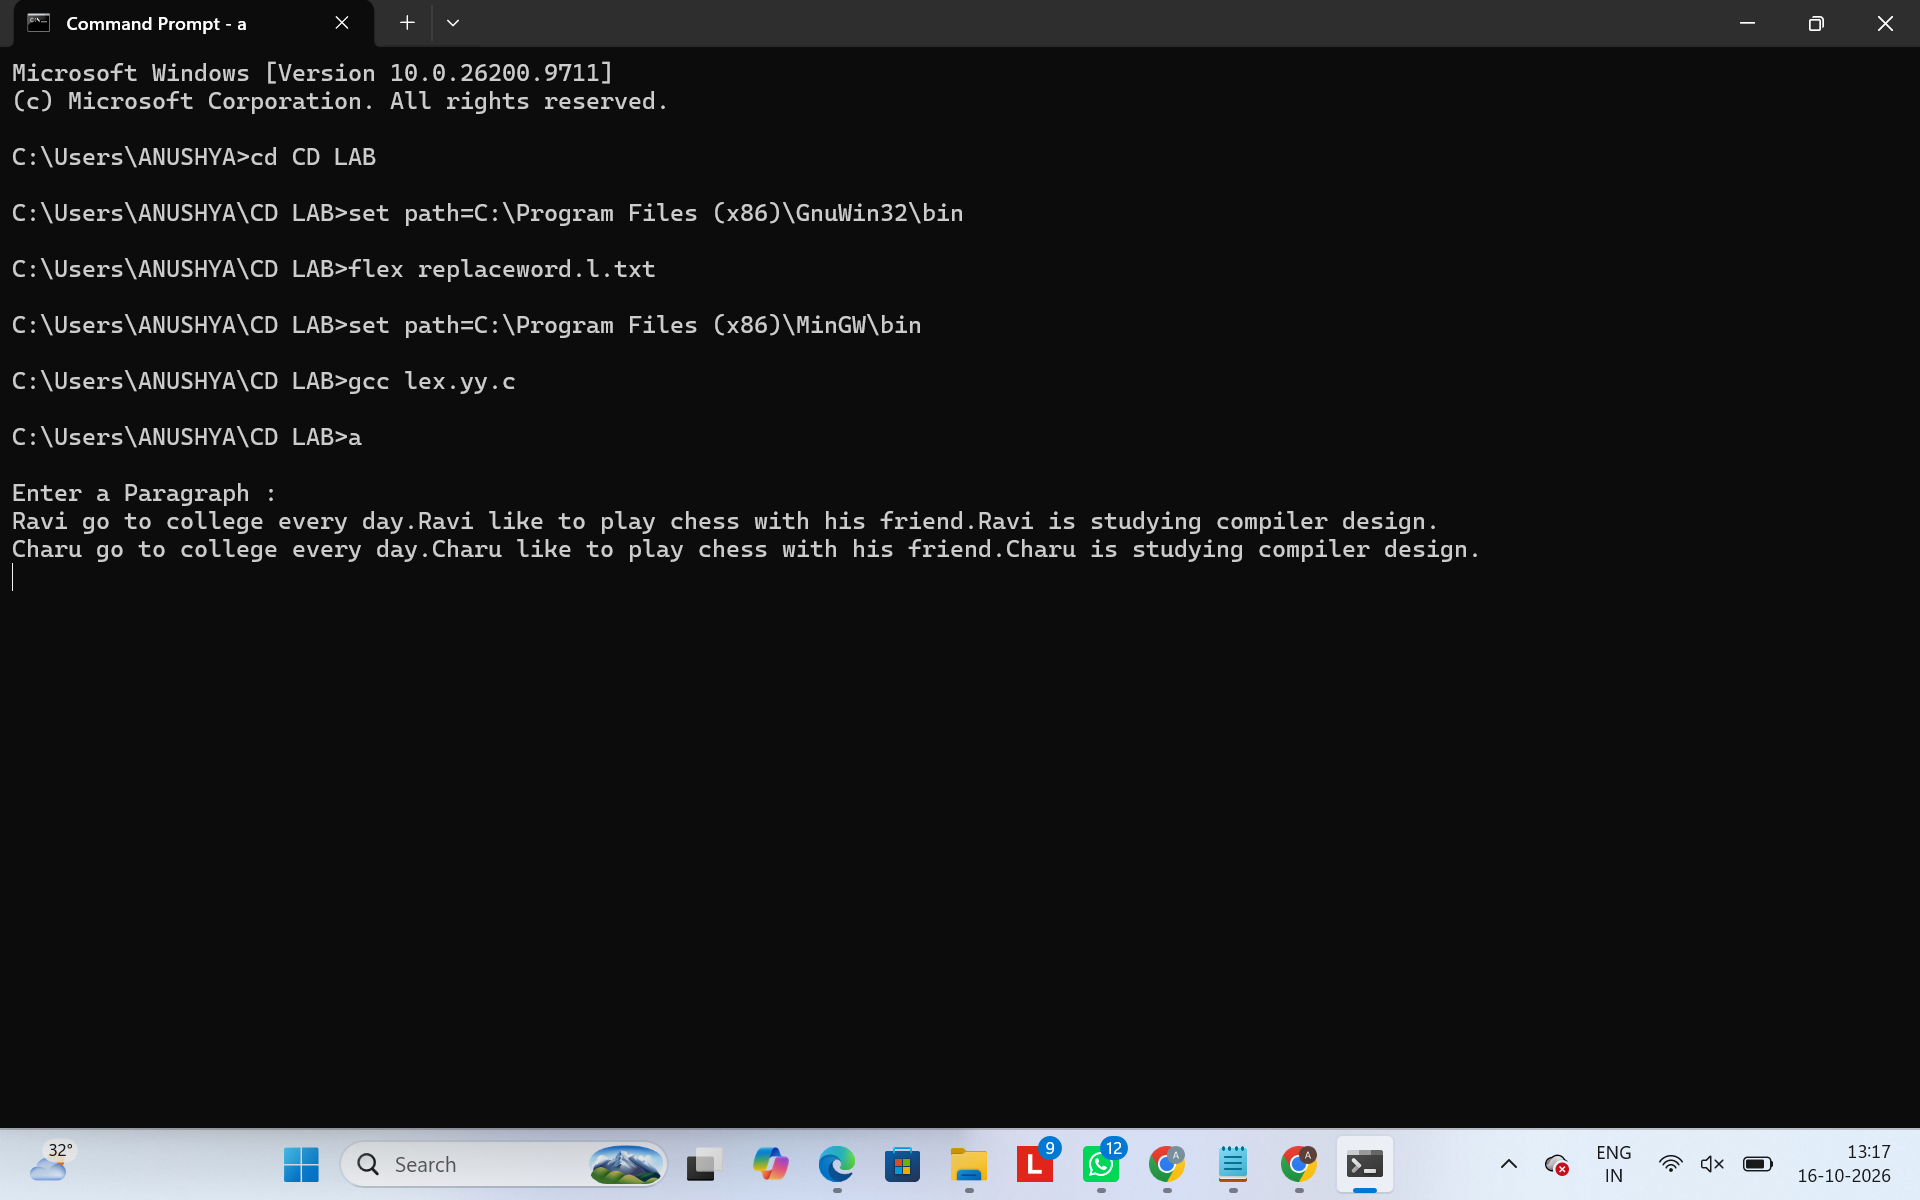 Command Prompt - a
Microsoft Windows [Version 10.0.26200.9711]
(c) Microsoft Corporation. All rights reserved.
C:\Users\ANUSHYA>cd CD LAB
C:\Users\ANUSHYA\CD LAB>set path=C:\Program Files (x86)\GnuWin32\bin
C:\Users\ANUSHYA\CD LAB>flex replaceword.l.txt
C:\Users\ANUSHYA\CD LAB>set path=C:\Program Files (x86)\MinGW\bin
C:\Users\ANUSHYA\CD LAB>gcc lex.yy.c
C:\Users\ANUSHYA\CD LAB>a
Enter a Paragraph :
Ravi go to college every day.Ravi like to play chess with his friend.Ravi is studying compiler design.
Charu go to college every day.Charu like to play chess with his friend.Charu is studying compiler design.
32°
Search
L 9
12
A
A
ENG
IN
13:17
16-10-2026